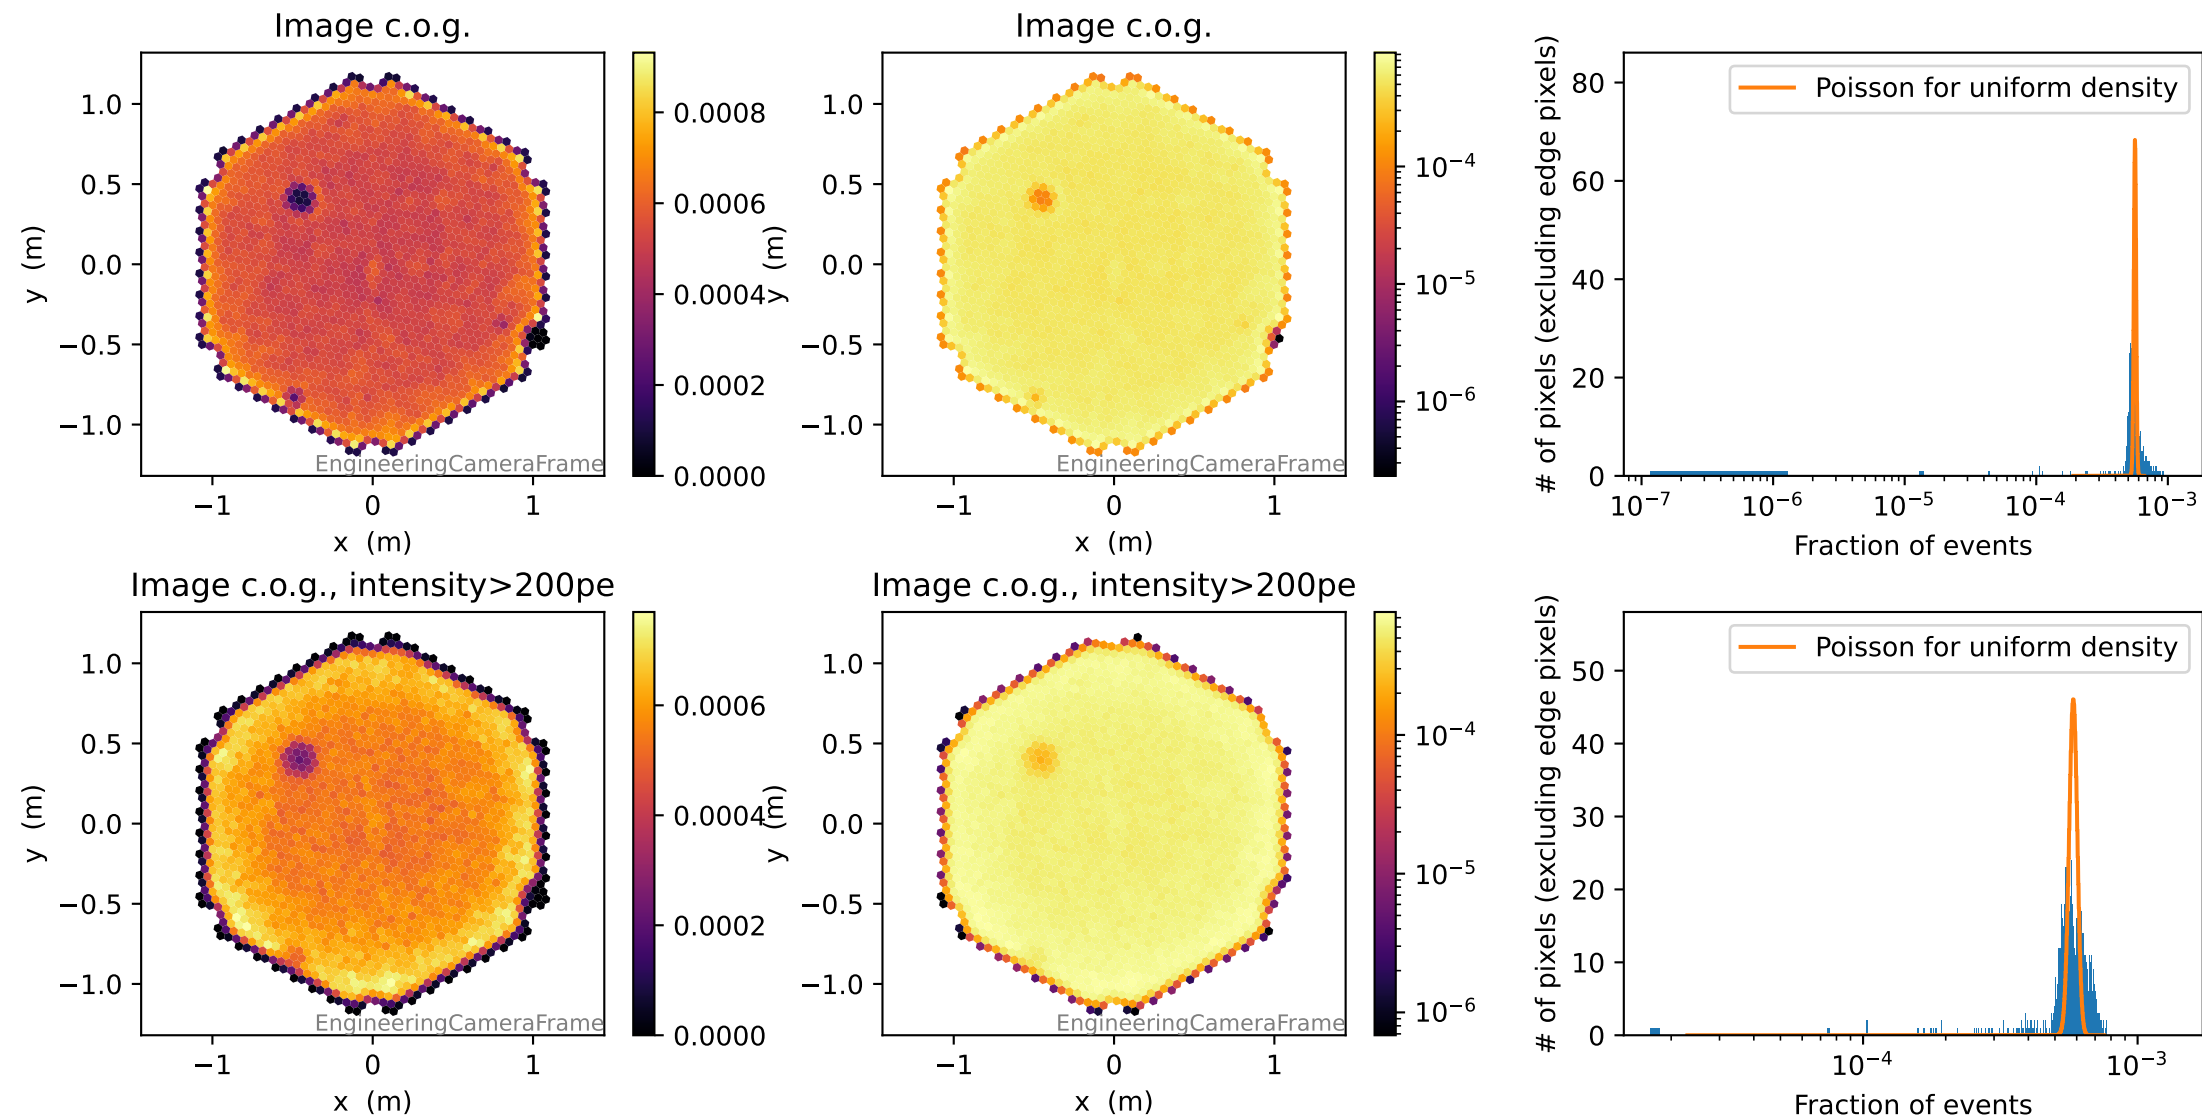 Image c.o.g.
1.0
0.5
0.0
−0.5
−1.0
y (m)
−1
0
1
x (m)
EngineeringCameraFrame
0.0008
0.0006
0.0004
0.0002
0.0000
Image c.o.g.
1.0
0.5
0.0
−0.5
−1.0
y (m)
−1
0
1
x (m)
EngineeringCameraFrame
10⁻⁴
10⁻⁵
10⁻⁶
Poisson for uniform density
80
60
40
20
0
# of pixels (excluding edge pixels)
10⁻⁷
10⁻⁶
10⁻⁵
10⁻⁴
10⁻³
Fraction of events
Image c.o.g., intensity>200pe
1.0
0.5
0.0
−0.5
−1.0
y (m)
−1
0
1
x (m)
EngineeringCameraFrame
0.0006
0.0004
0.0002
0.0000
Image c.o.g., intensity>200pe
1.0
0.5
0.0
−0.5
−1.0
y (m)
−1
0
1
x (m)
EngineeringCameraFrame
10⁻⁴
10⁻⁵
10⁻⁶
Poisson for uniform density
50
40
30
20
10
0
# of pixels (excluding edge pixels)
10⁻⁴
10⁻³
Fraction of events